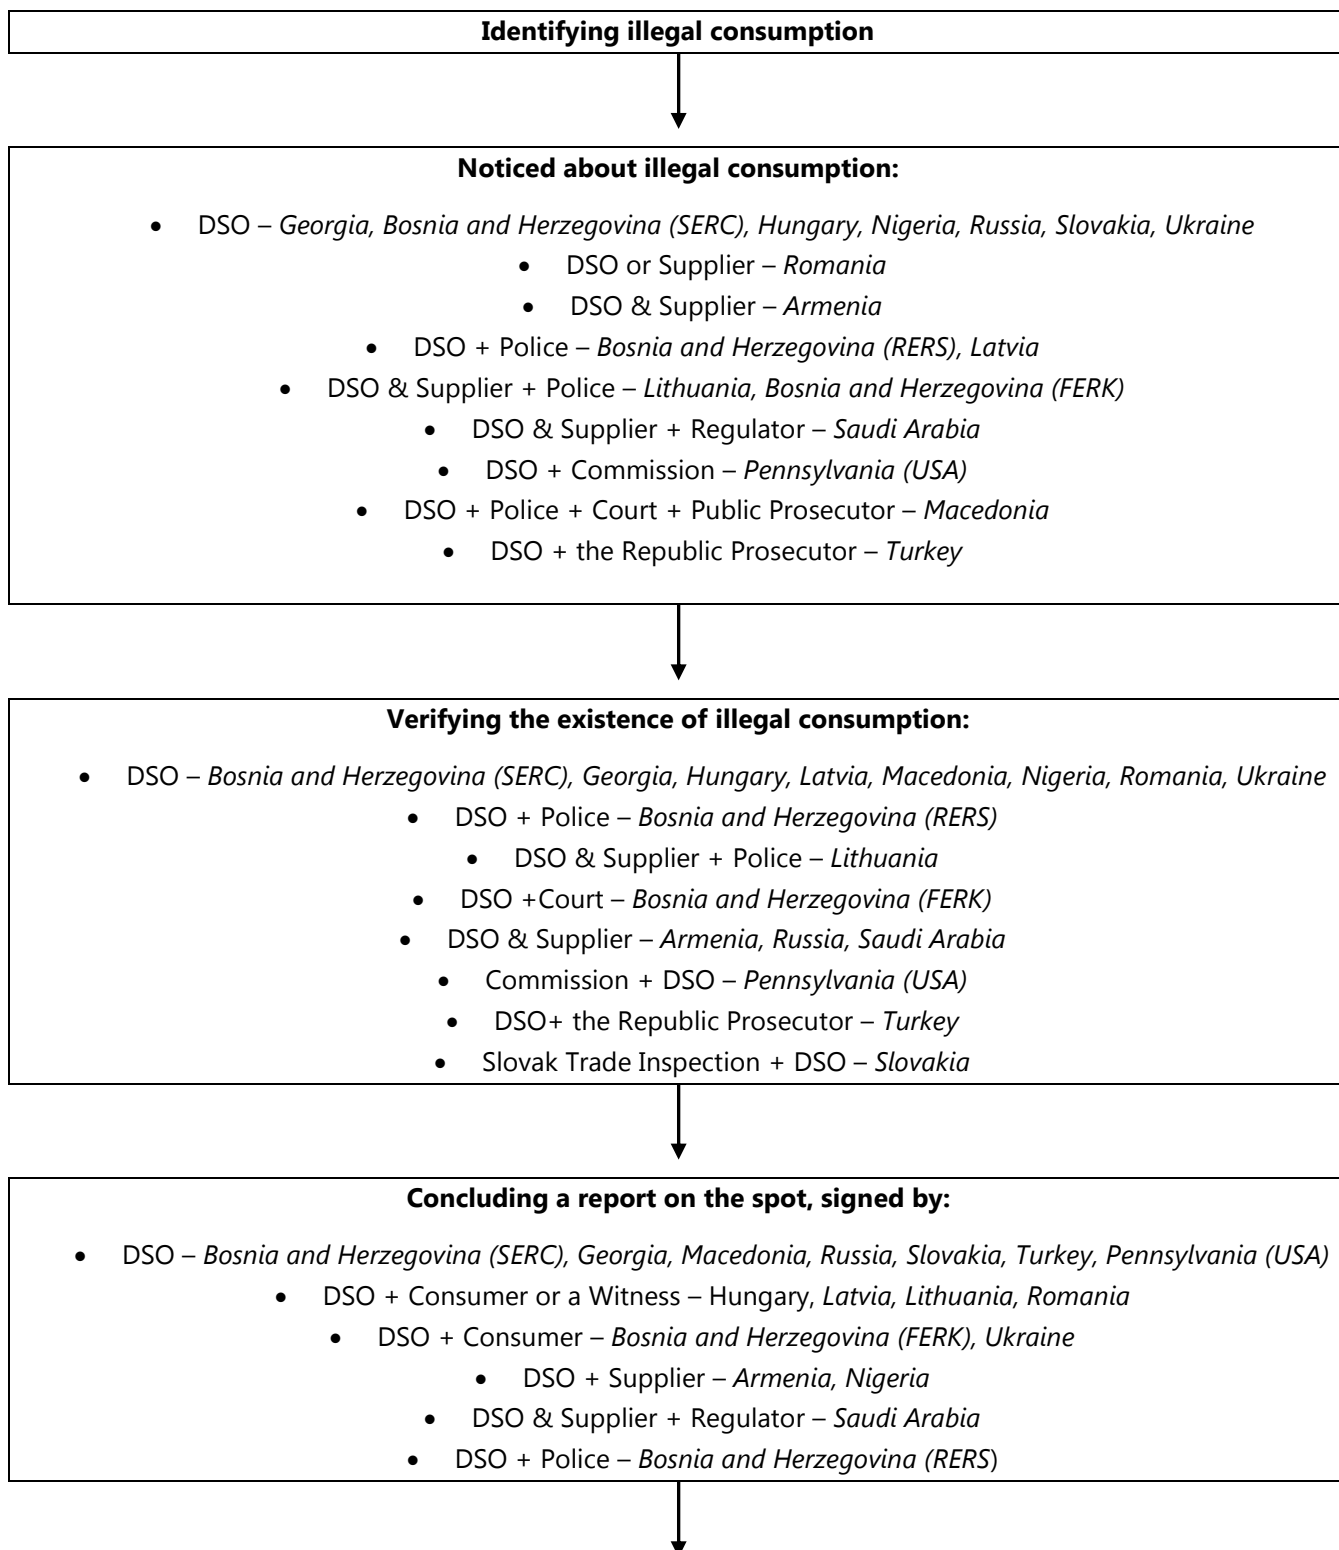 Identifying illegal consumption
Noticed about illegal consumption:
• DSO – Georgia, Bosnia and Herzegovina (SERC), Hungary, Nigeria, Russia, Slovakia, Ukraine
• DSO or Supplier – Romania
• DSO & Supplier – Armenia
• DSO + Police – Bosnia and Herzegovina (RERS), Latvia
• DSO & Supplier + Police – Lithuania, Bosnia and Herzegovina (FERK)
• DSO & Supplier + Regulator – Saudi Arabia
• DSO + Commission – Pennsylvania (USA)
• DSO + Police + Court + Public Prosecutor – Macedonia
• DSO + the Republic Prosecutor – Turkey
Verifying the existence of illegal consumption:
• DSO – Bosnia and Herzegovina (SERC), Georgia, Hungary, Latvia, Macedonia, Nigeria, Romania, Ukraine
• DSO + Police – Bosnia and Herzegovina (RERS)
• DSO & Supplier + Police – Lithuania
• DSO +Court – Bosnia and Herzegovina (FERK)
• DSO & Supplier – Armenia, Russia, Saudi Arabia
• Commission + DSO – Pennsylvania (USA)
• DSO+ the Republic Prosecutor – Turkey
• Slovak Trade Inspection + DSO – Slovakia
Concluding a report on the spot, signed by:
• DSO – Bosnia and Herzegovina (SERC), Georgia, Macedonia, Russia, Slovakia, Turkey, Pennsylvania (USA)
• DSO + Consumer or a Witness – Hungary, Latvia, Lithuania, Romania
• DSO + Consumer – Bosnia and Herzegovina (FERK), Ukraine
• DSO + Supplier – Armenia, Nigeria
• DSO & Supplier + Regulator – Saudi Arabia
• DSO + Police – Bosnia and Herzegovina (RERS)